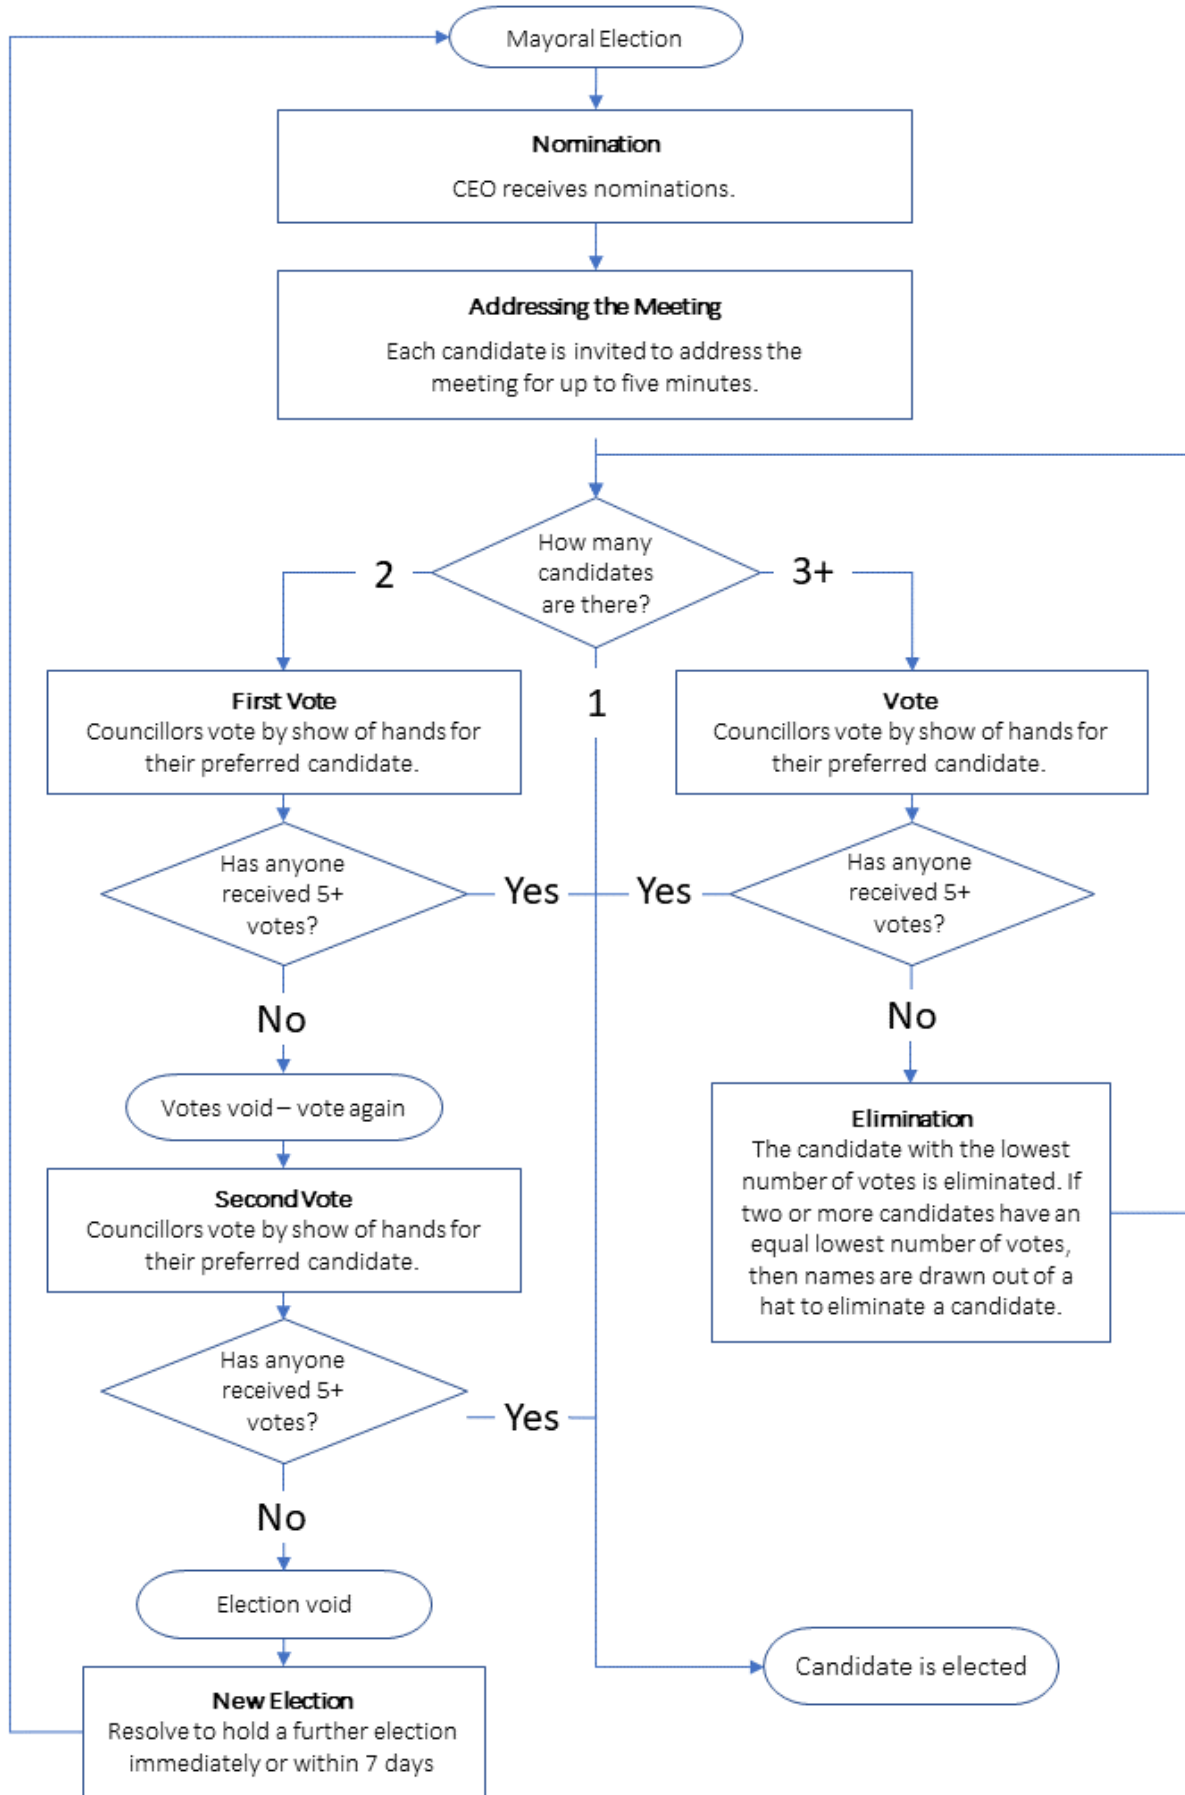 Mayoral Election
Nomination
CEO receives nominations.
Addressing the Meeting
Each candidate is invited to address the
meeting for up to five minutes.
How many
candidates
are there?
2
3+
1
First Vote
Councillors vote by show of hands for
their preferred candidate.
Vote
Councillors vote by show of hands for
their preferred candidate.
Has anyone
received 5+
votes?
Yes
Yes
Has anyone
received 5+
votes?
No
No
Votes void – vote again
Second Vote
Councillors vote by show of hands for
their preferred candidate.
Elimination
The candidate with the lowest
number of votes is eliminated. If
two or more candidates have an
equal lowest number of votes,
then names are drawn out of a
hat to eliminate a candidate.
Has anyone
received 5+
votes?
Yes
No
Election void
Candidate is elected
New Election
Resolve to hold a further election
immediately or within 7 days